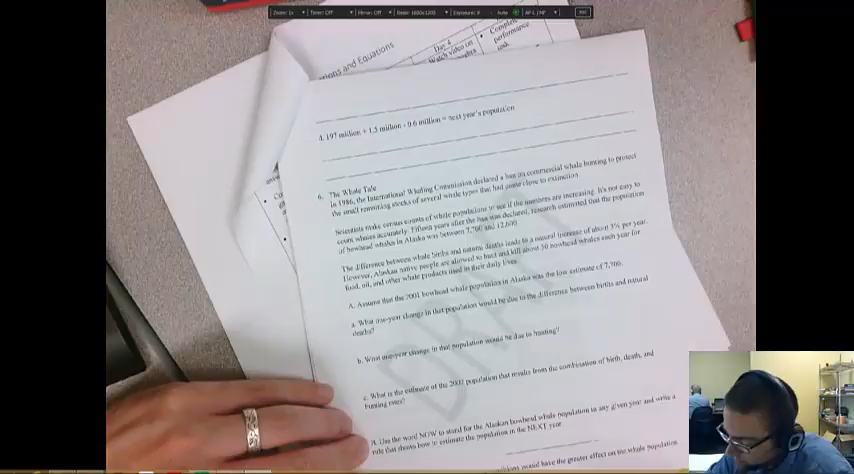 Zoom: 1x Timer: Off Mirror: Off Reso: 1600x1200 Exposure: 0 Auto AF-L / MF
Day 4
Watch video on
• Complete
performance
task
ions and Equations
d. 197 million + 1.5 million - 0.6 million = next year's population
6. The Whale Tale
in 1986, the International Whaling Commission declared a ban on commercial whale hunting to protect
the small remaining stocks of several whale types that had come close to extinction.
Scientists make census counts of whale populations to see if the numbers are increasing. It's not easy to
count whales accurately. Fifteen years after the ban was declared, research estimated that the population
of bowhead whales in Alaska was between 7,700 and 12,600.
The difference between whale births and natural deaths leads to a natural increase of about 3% per year.
However, Alaskan native people are allowed to hunt and kill about 50 bowhead whales each year for
food, oil, and other whale products used in their daily lives.
A. Assume that the 2001 bowhead whale population in Alaska was the low estimate of 7,700.
a. What one-year change in that population would be due to the difference between births and natural
deaths?
b. What one-year change in that population would be due to hunting?
c. What is the estimate of the 2002 population that results from the combination of birth, death, and
hunting rates?
B. Use the word NOW to stand for the Alaskan bowhead whale population in any given year and write a
rule that shows how to estimate the population in the NEXT year
would have the greater effect on the whale population
DRAFT